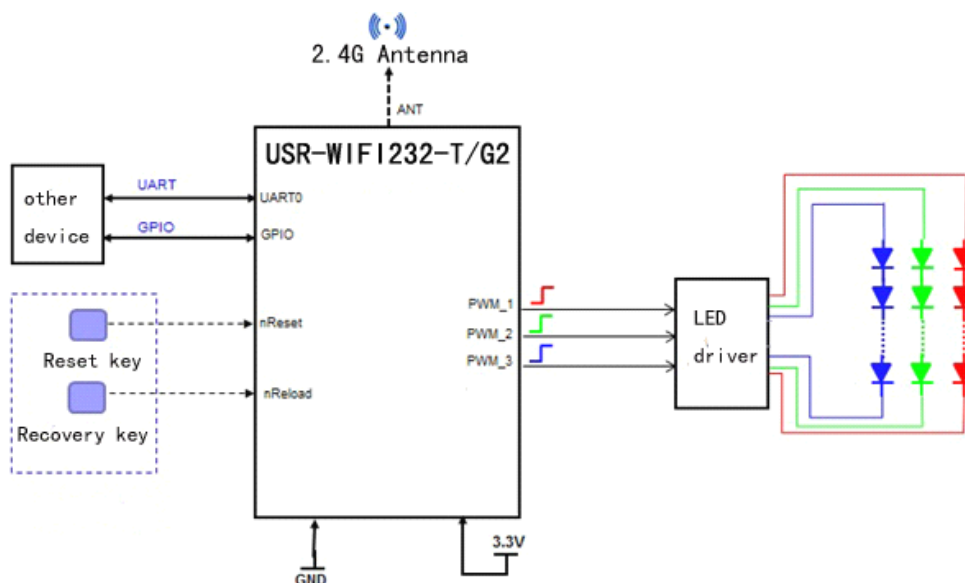 2.4G Antenna
ANT
USR-WIFI232-T/G2
other
device
UART
GPIO
UART0
GPIO
nReset
nReload
Reset key
Recovery key
PWM_1
PWM_2
PWM_3
LED
driver
GND
3.3V